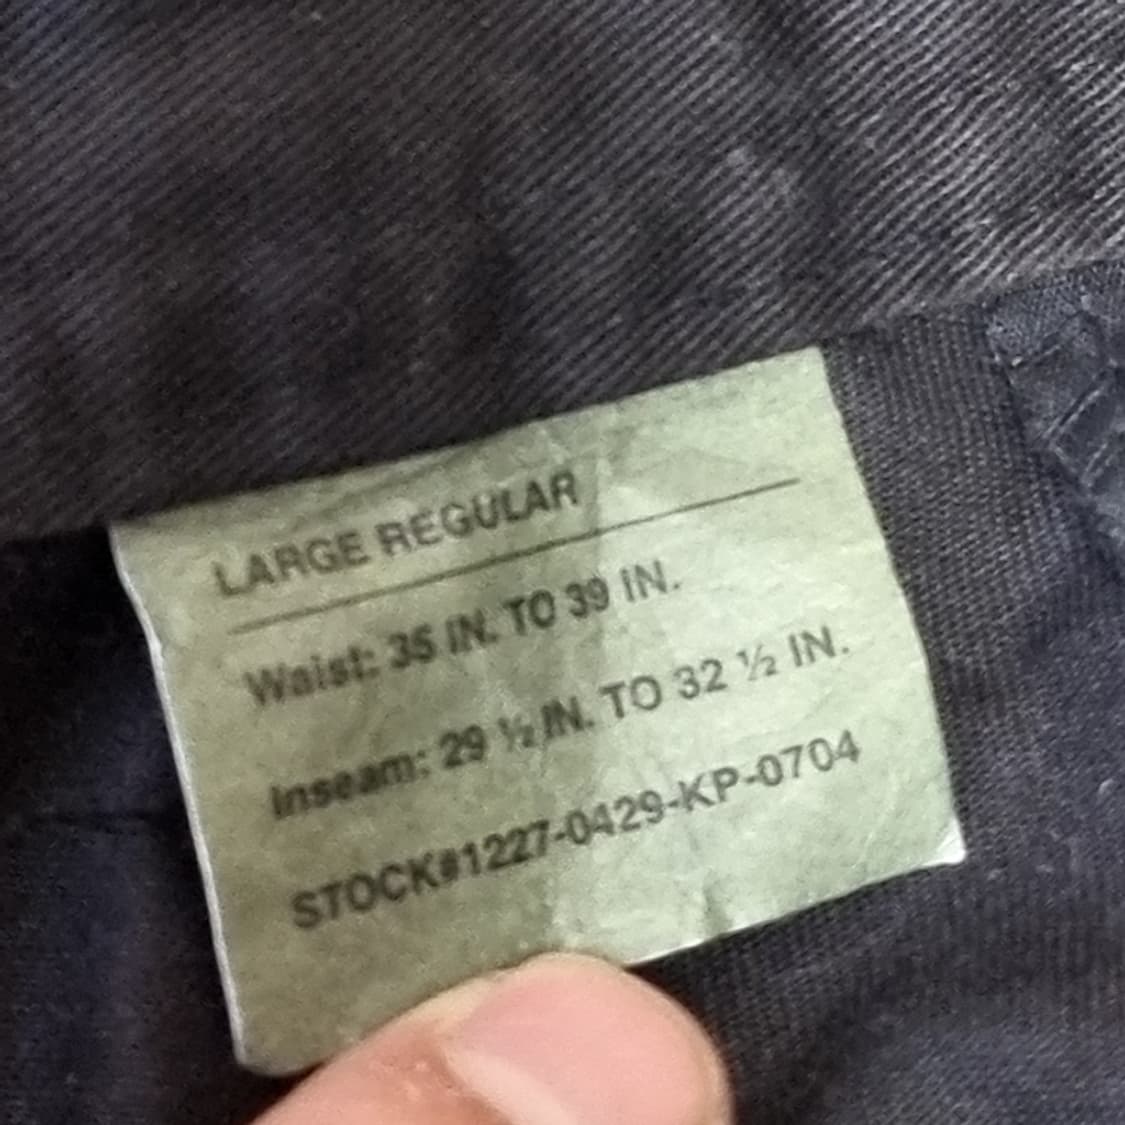 LARGE REGULAR
Waist: 35 IN. TO 39 IN.
Inseam: 29 ½ IN. TO 32 ½ IN.
STOCK#1227-0429-KP-0704